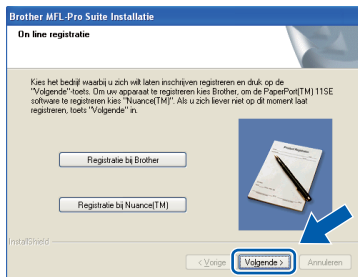 Brother MFL-Pro Suite Installatie
On line registratie
Kies het bedrijf waarbij u zich wilt laten inschrijven registreren en druk op de
"Volgende"-toets. Om uw apparaat te registreren kies Brother, om de PaperPort(TM) 11SE
software te registreren kies "Nuance(TM)". Als u zich liever niet op dit moment laat
registreren, toets "Volgende" in.
Registratie bij Brother
Registratie bij Nuance(TM)
InstallShield
< Vorige
Volgende >
Annuleren